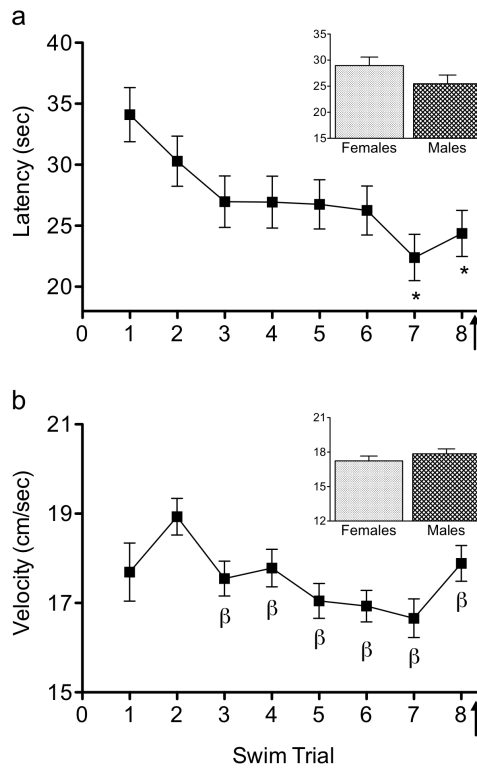 a
Latency (sec)
40
35
30
25
20
0 1 2 3 4 5 6 7 8
* *
35
30
25
20
15
Females Males
b
Velocity (cm/sec)
21
19
17
15
0 1 2 3 4 5 6 7 8
β β β β β β
21
18
15
12
Females Males
Swim Trial